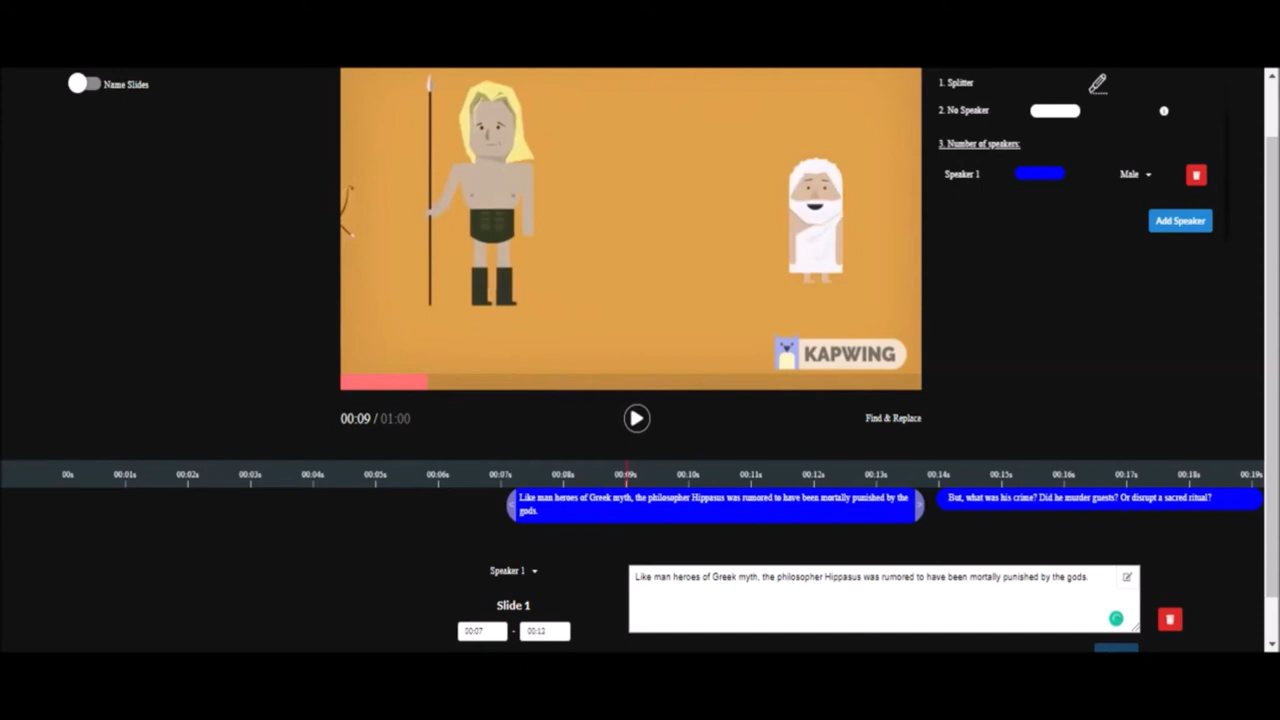 Name Slides
1. Splitter
2. No Speaker
3. Number of speakers:
Speaker 1
Male
Add Speaker
KAPWING
00:09 / 01:00
Find & Replace
00s 00:01s 00:02s 00:03s 00:04s 00:05s 00:06s 00:07s 00:08s 00:09s 00:10s 00:11s 00:12s 00:13s 00:14s 00:15s 00:16s 00:17s 00:18s 00:19s
Like man heroes of Greek myth, the philosopher Hippasus was rumored to have been mortally punished by the
gods.
But, what was his crime? Did he murder guests? Or disrupt a sacred ritual?
Speaker 1
Like man heroes of Greek myth, the philosopher Hippasus was rumored to have been mortally punished by the gods.
Slide 1
00:07 - 00:13